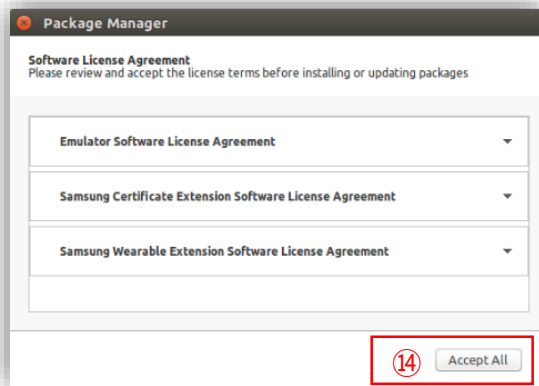 Package Manager
Software License Agreement
Please review and accept the license terms before installing or updating packages
Emulator Software License Agreement
Samsung Certificate Extension Software License Agreement
Samsung Wearable Extension Software License Agreement
⑭ Accept All